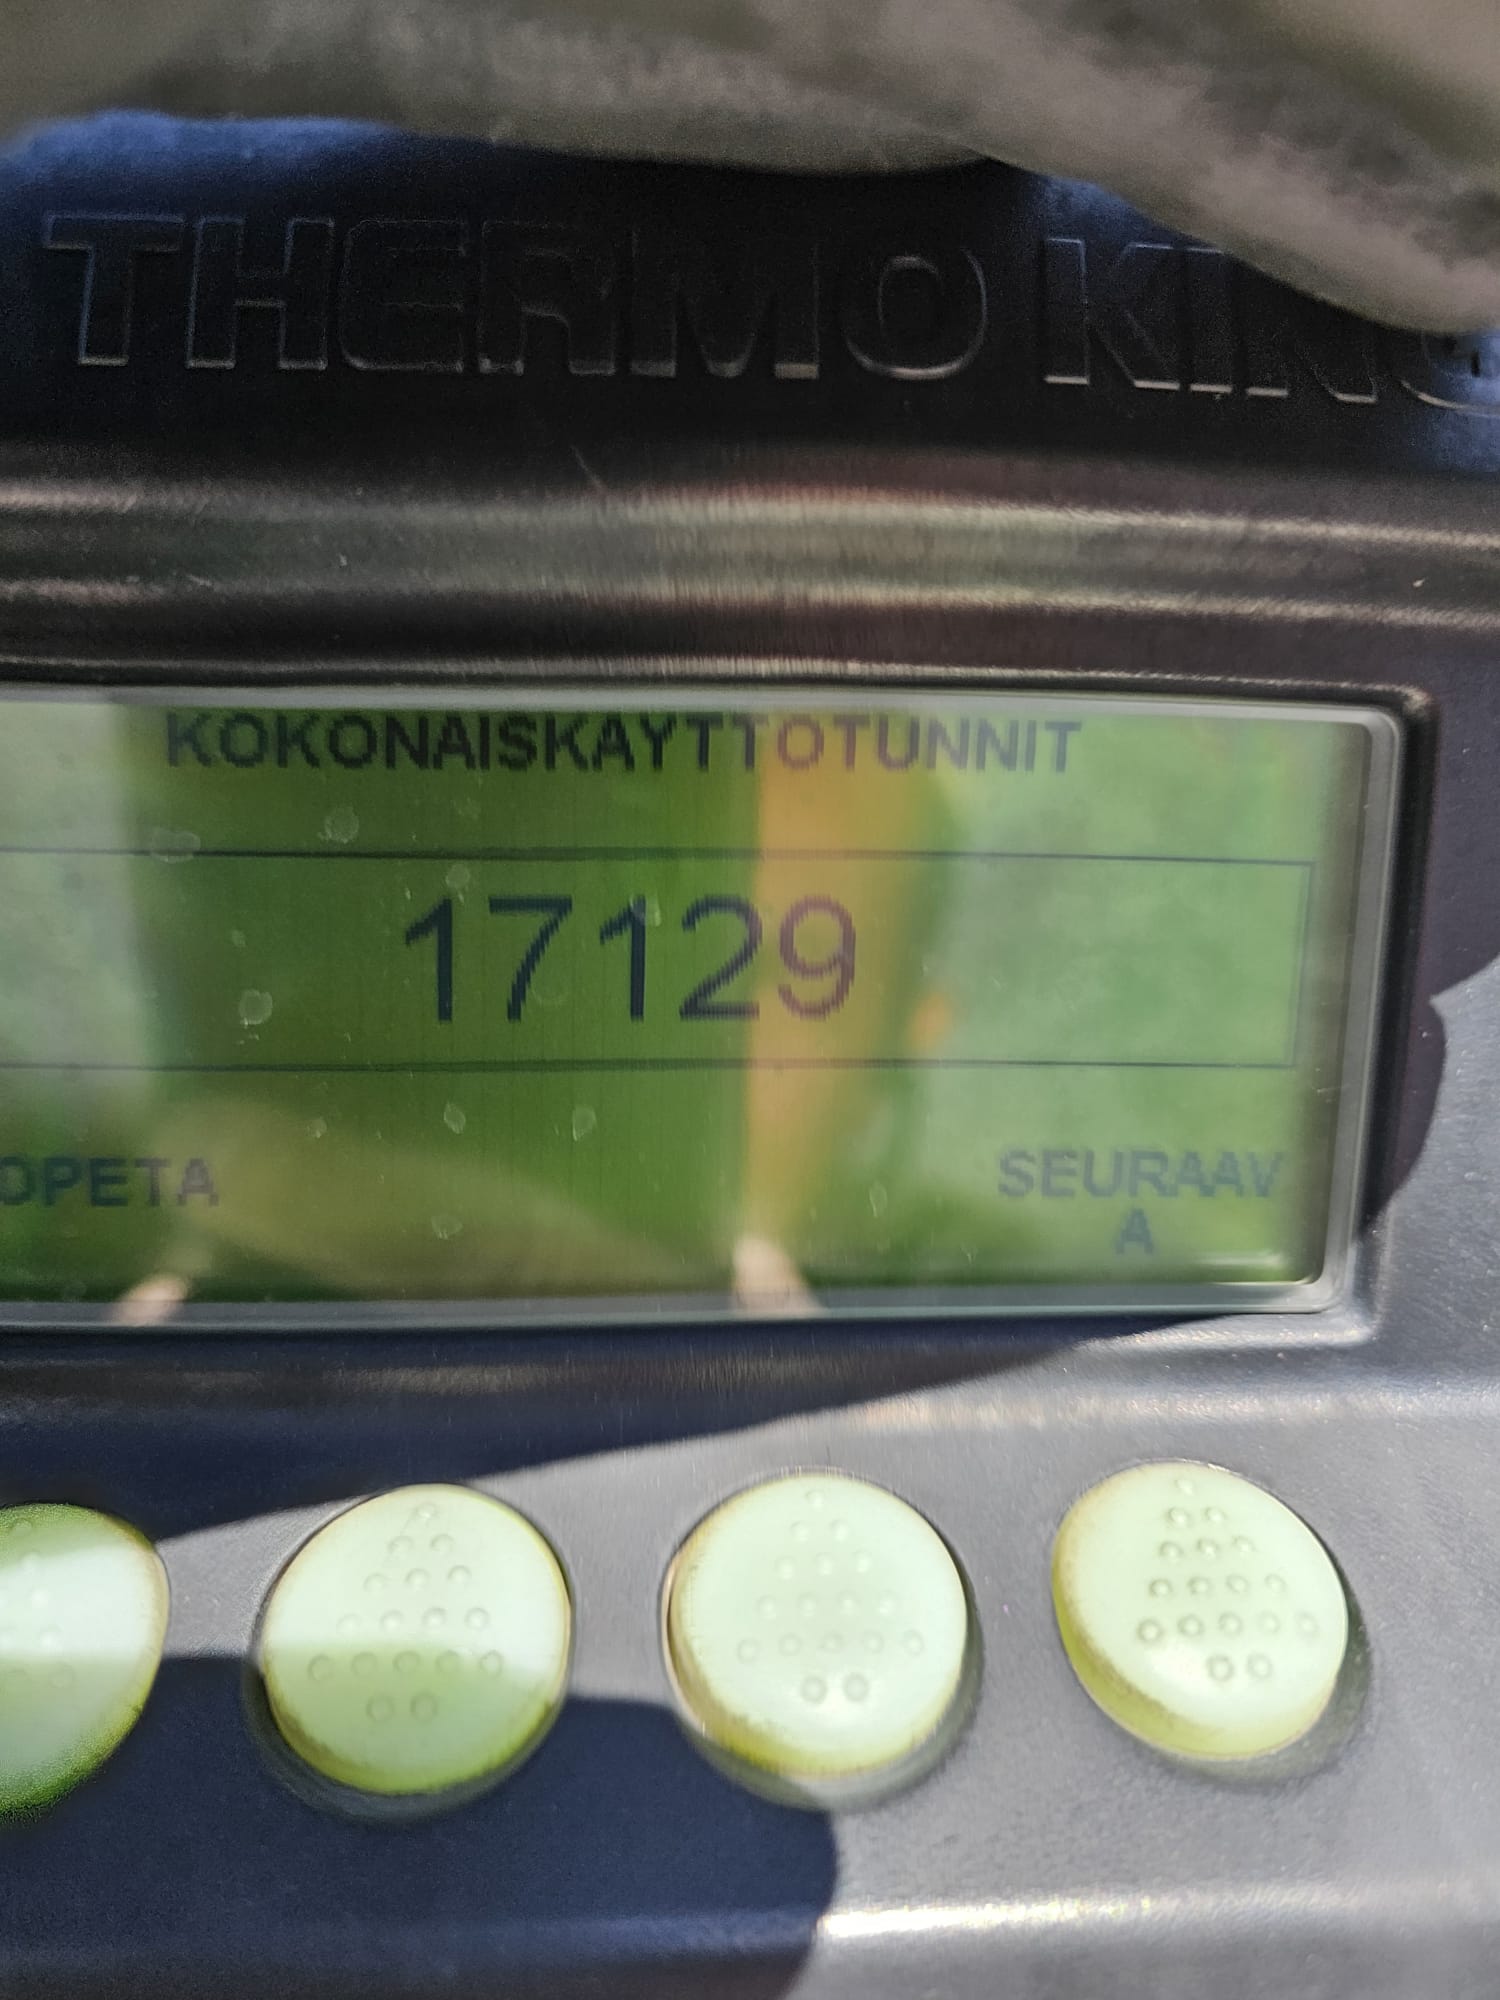 THERMO KING
KOKONAISKAYTTOTUNNIT
17129
OPETA
SEURAAV
A